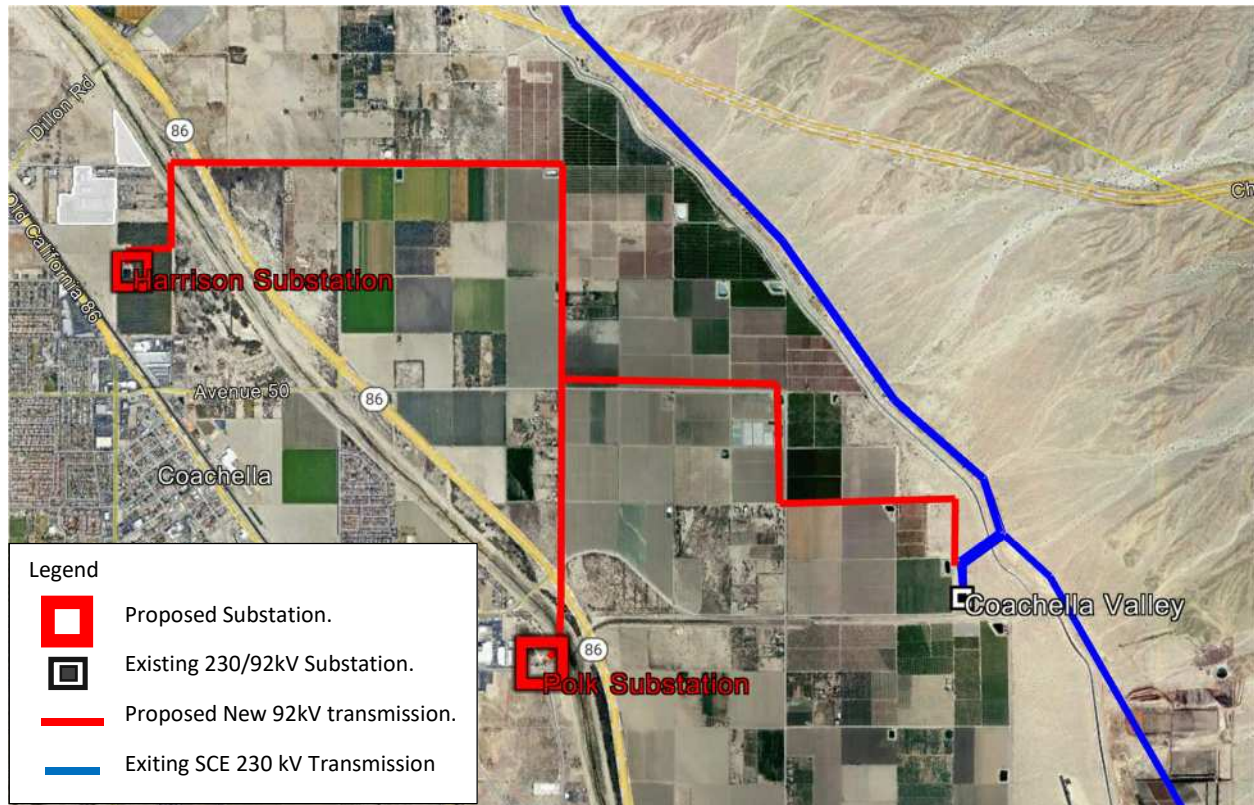 Dillon Rd
86
Ch
Old California 86
Harrison Substation
Avenue 50
86
Coachella
86
Coachella Valley
Polk Substation
Legend
Proposed Substation.
Existing 230/92kV Substation.
Proposed New 92kV transmission.
Exiting SCE 230 kV Transmission